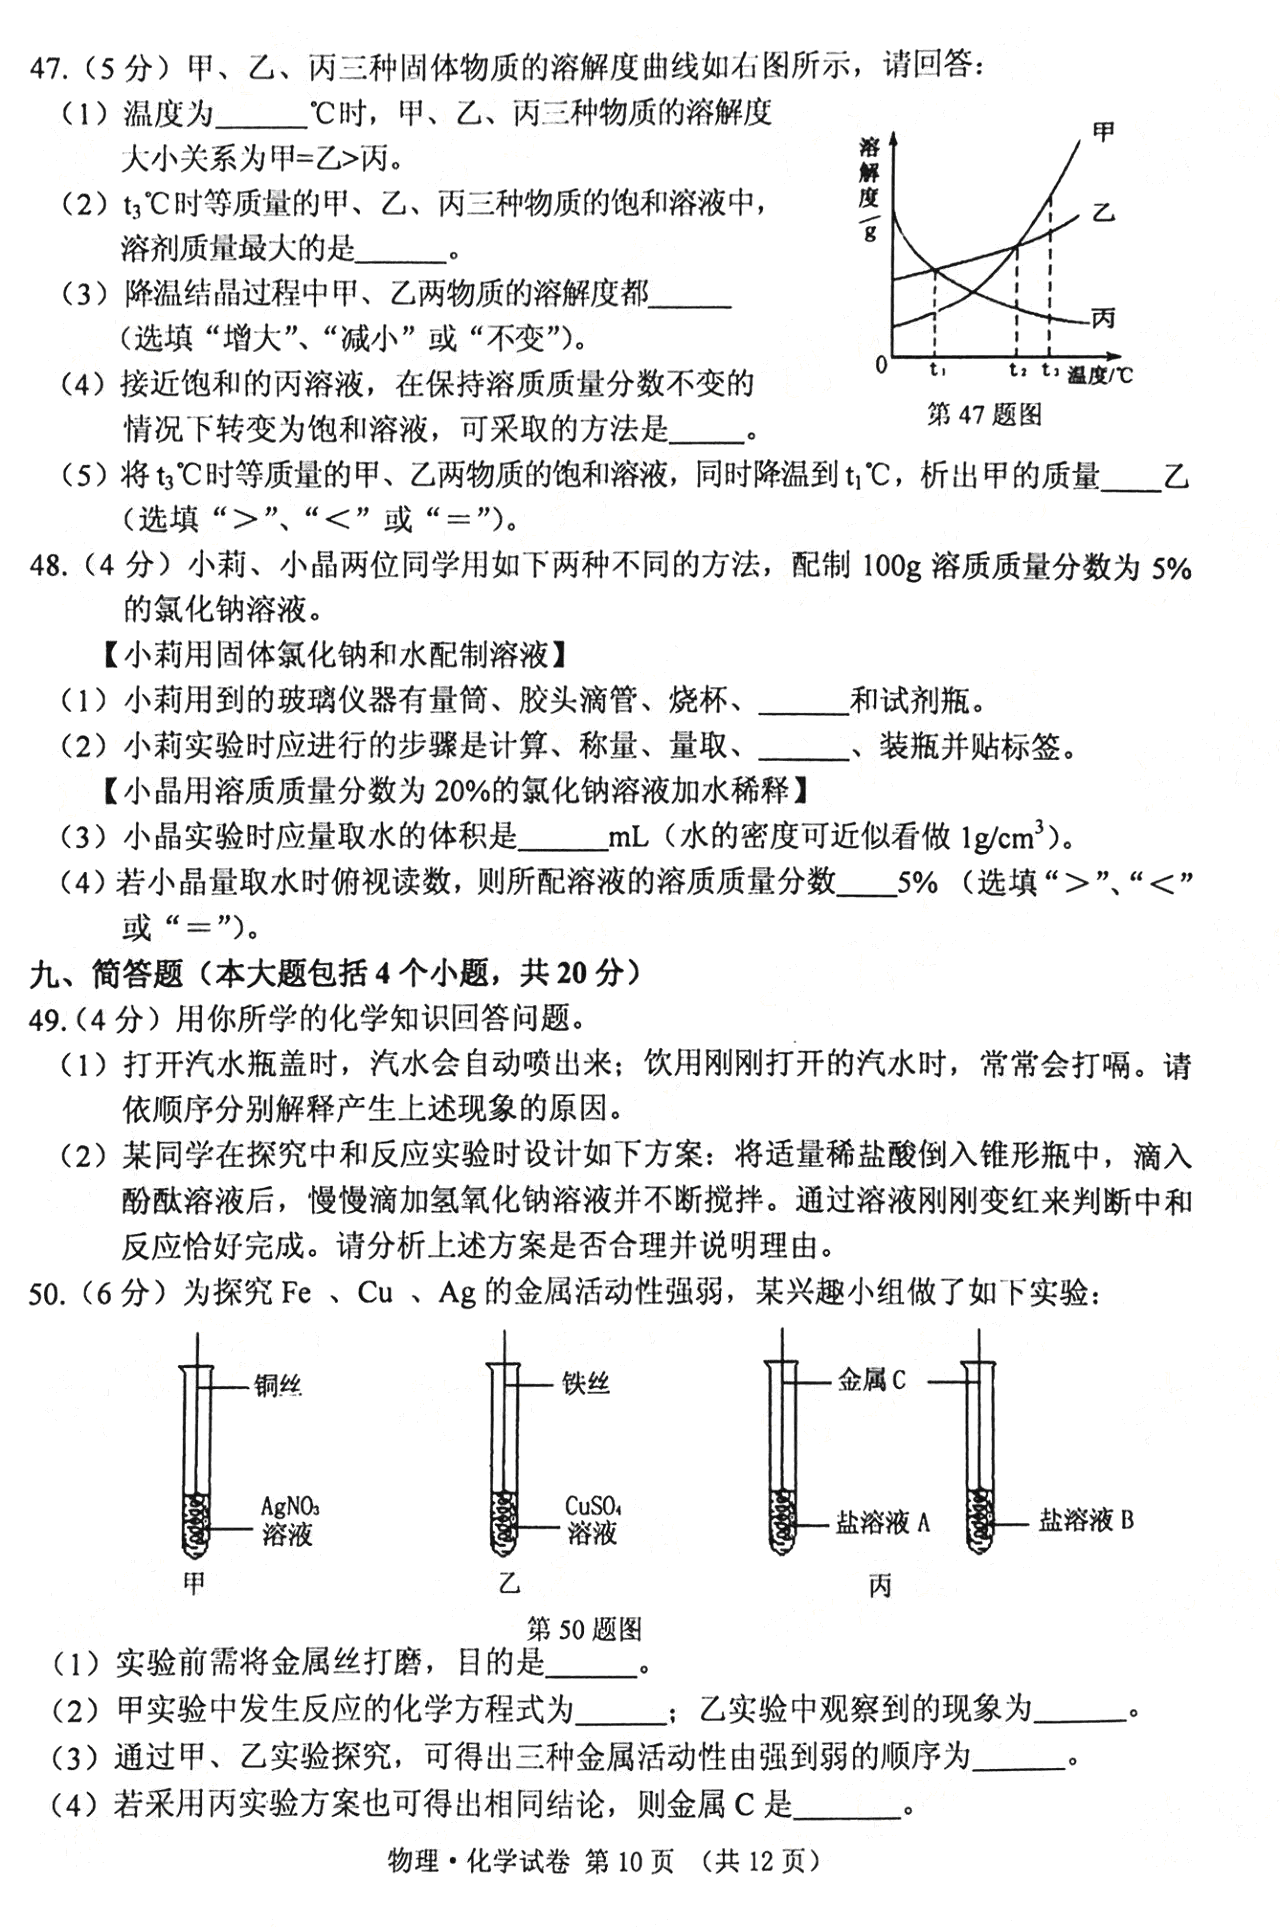 47.（5 分）甲、乙、丙三种固体物质的溶解度曲线如右图所示，请回答：
（1）温度为______℃时，甲、乙、丙三种物质的溶解度
大小关系为甲=乙>丙。
（2）t₃℃时等质量的甲、乙、丙三种物质的饱和溶液中，
溶剂质量最大的是______。
（3）降温结晶过程中甲、乙两物质的溶解度都______
（选填“增大”、“减小”或“不变”）。
（4）接近饱和的丙溶液，在保持溶质质量分数不变的
情况下转变为饱和溶液，可采取的方法是_____。
溶解度/g
甲
乙
丙
0
t₁
t₂
t₃
温度/℃
第 47 题图
（5）将 t₃℃时等质量的甲、乙两物质的饱和溶液，同时降温到 t₁℃，析出甲的质量____乙
（选填“＞”、“＜”或“＝”）。
48.（4 分）小莉、小晶两位同学用如下两种不同的方法，配制 100g 溶质质量分数为 5%
的氯化钠溶液。
【小莉用固体氯化钠和水配制溶液】
（1）小莉用到的玻璃仪器有量筒、胶头滴管、烧杯、______和试剂瓶。
（2）小莉实验时应进行的步骤是计算、称量、量取、______、装瓶并贴标签。
【小晶用溶质质量分数为 20%的氯化钠溶液加水稀释】
（3）小晶实验时应量取水的体积是______mL（水的密度可近似看做 1g/cm³）。
（4）若小晶量取水时俯视读数，则所配溶液的溶质质量分数____5% （选填“＞”、“＜”
或“＝”）。
九、简答题（本大题包括 4 个小题，共 20 分）
49.（4 分）用你所学的化学知识回答问题。
（1）打开汽水瓶盖时，汽水会自动喷出来；饮用刚刚打开的汽水时，常常会打嗝。请
依顺序分别解释产生上述现象的原因。
（2）某同学在探究中和反应实验时设计如下方案：将适量稀盐酸倒入锥形瓶中，滴入
酚酞溶液后，慢慢滴加氢氧化钠溶液并不断搅拌。通过溶液刚刚变红来判断中和
反应恰好完成。请分析上述方案是否合理并说明理由。
50.（6 分）为探究 Fe 、Cu 、Ag 的金属活动性强弱，某兴趣小组做了如下实验：
铜丝
铁丝
金属 C
AgNO₃
溶液
CuSO₄
溶液
盐溶液 A
盐溶液 B
甲
乙
丙
第 50 题图
（1）实验前需将金属丝打磨，目的是______。
（2）甲实验中发生反应的化学方程式为______；乙实验中观察到的现象为______。
（3）通过甲、乙实验探究，可得出三种金属活动性由强到弱的顺序为______。
（4）若采用丙实验方案也可得出相同结论，则金属 C 是_______。
物理·化学试卷 第 10 页 （共 12 页）